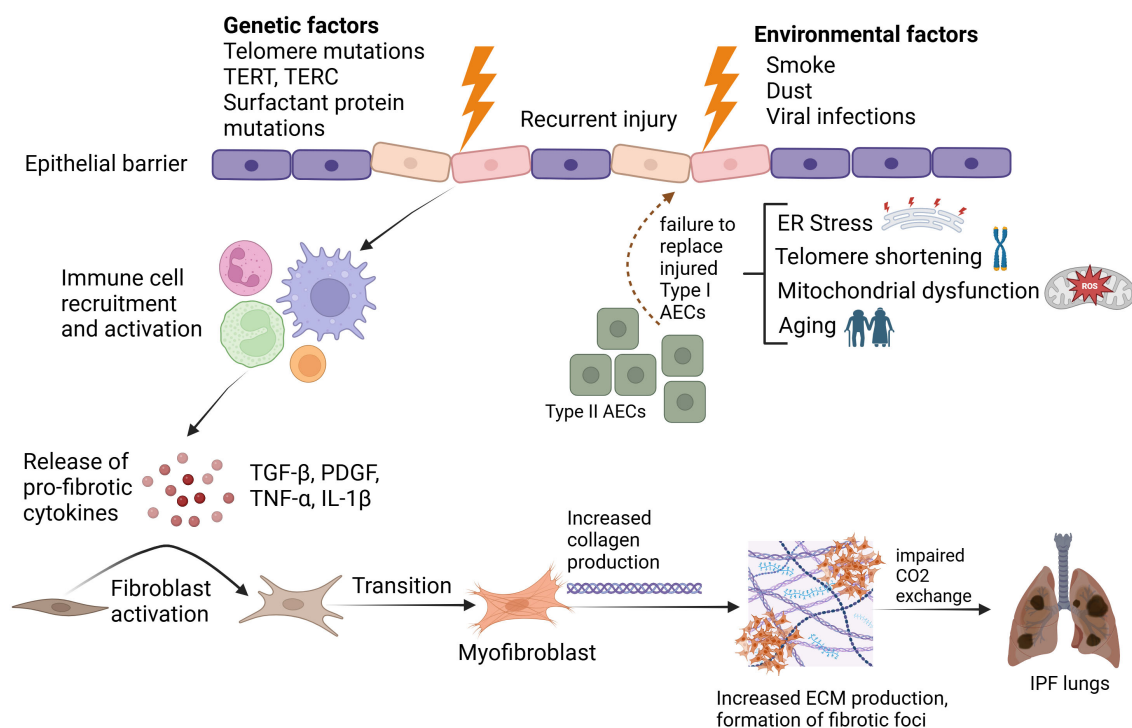 Genetic factors
Telomere mutations
TERT, TERC
Surfactant protein
mutations
Environmental factors
Smoke
Dust
Viral infections
Recurrent injury
Epithelial barrier
failure to
replace
injured
Type I
AECs
ER Stress
Telomere shortening
Mitochondrial dysfunction
ROS
Aging
Immune cell
recruitment
and activation
Type II AECs
Release of
pro-fibrotic
cytokines
TGF-β, PDGF,
TNF-α, IL-1β
Fibroblast
activation
Transition
Myofibroblast
Increased
collagen
production
impaired
CO2
exchange
Increased ECM production,
formation of fibrotic foci
IPF lungs